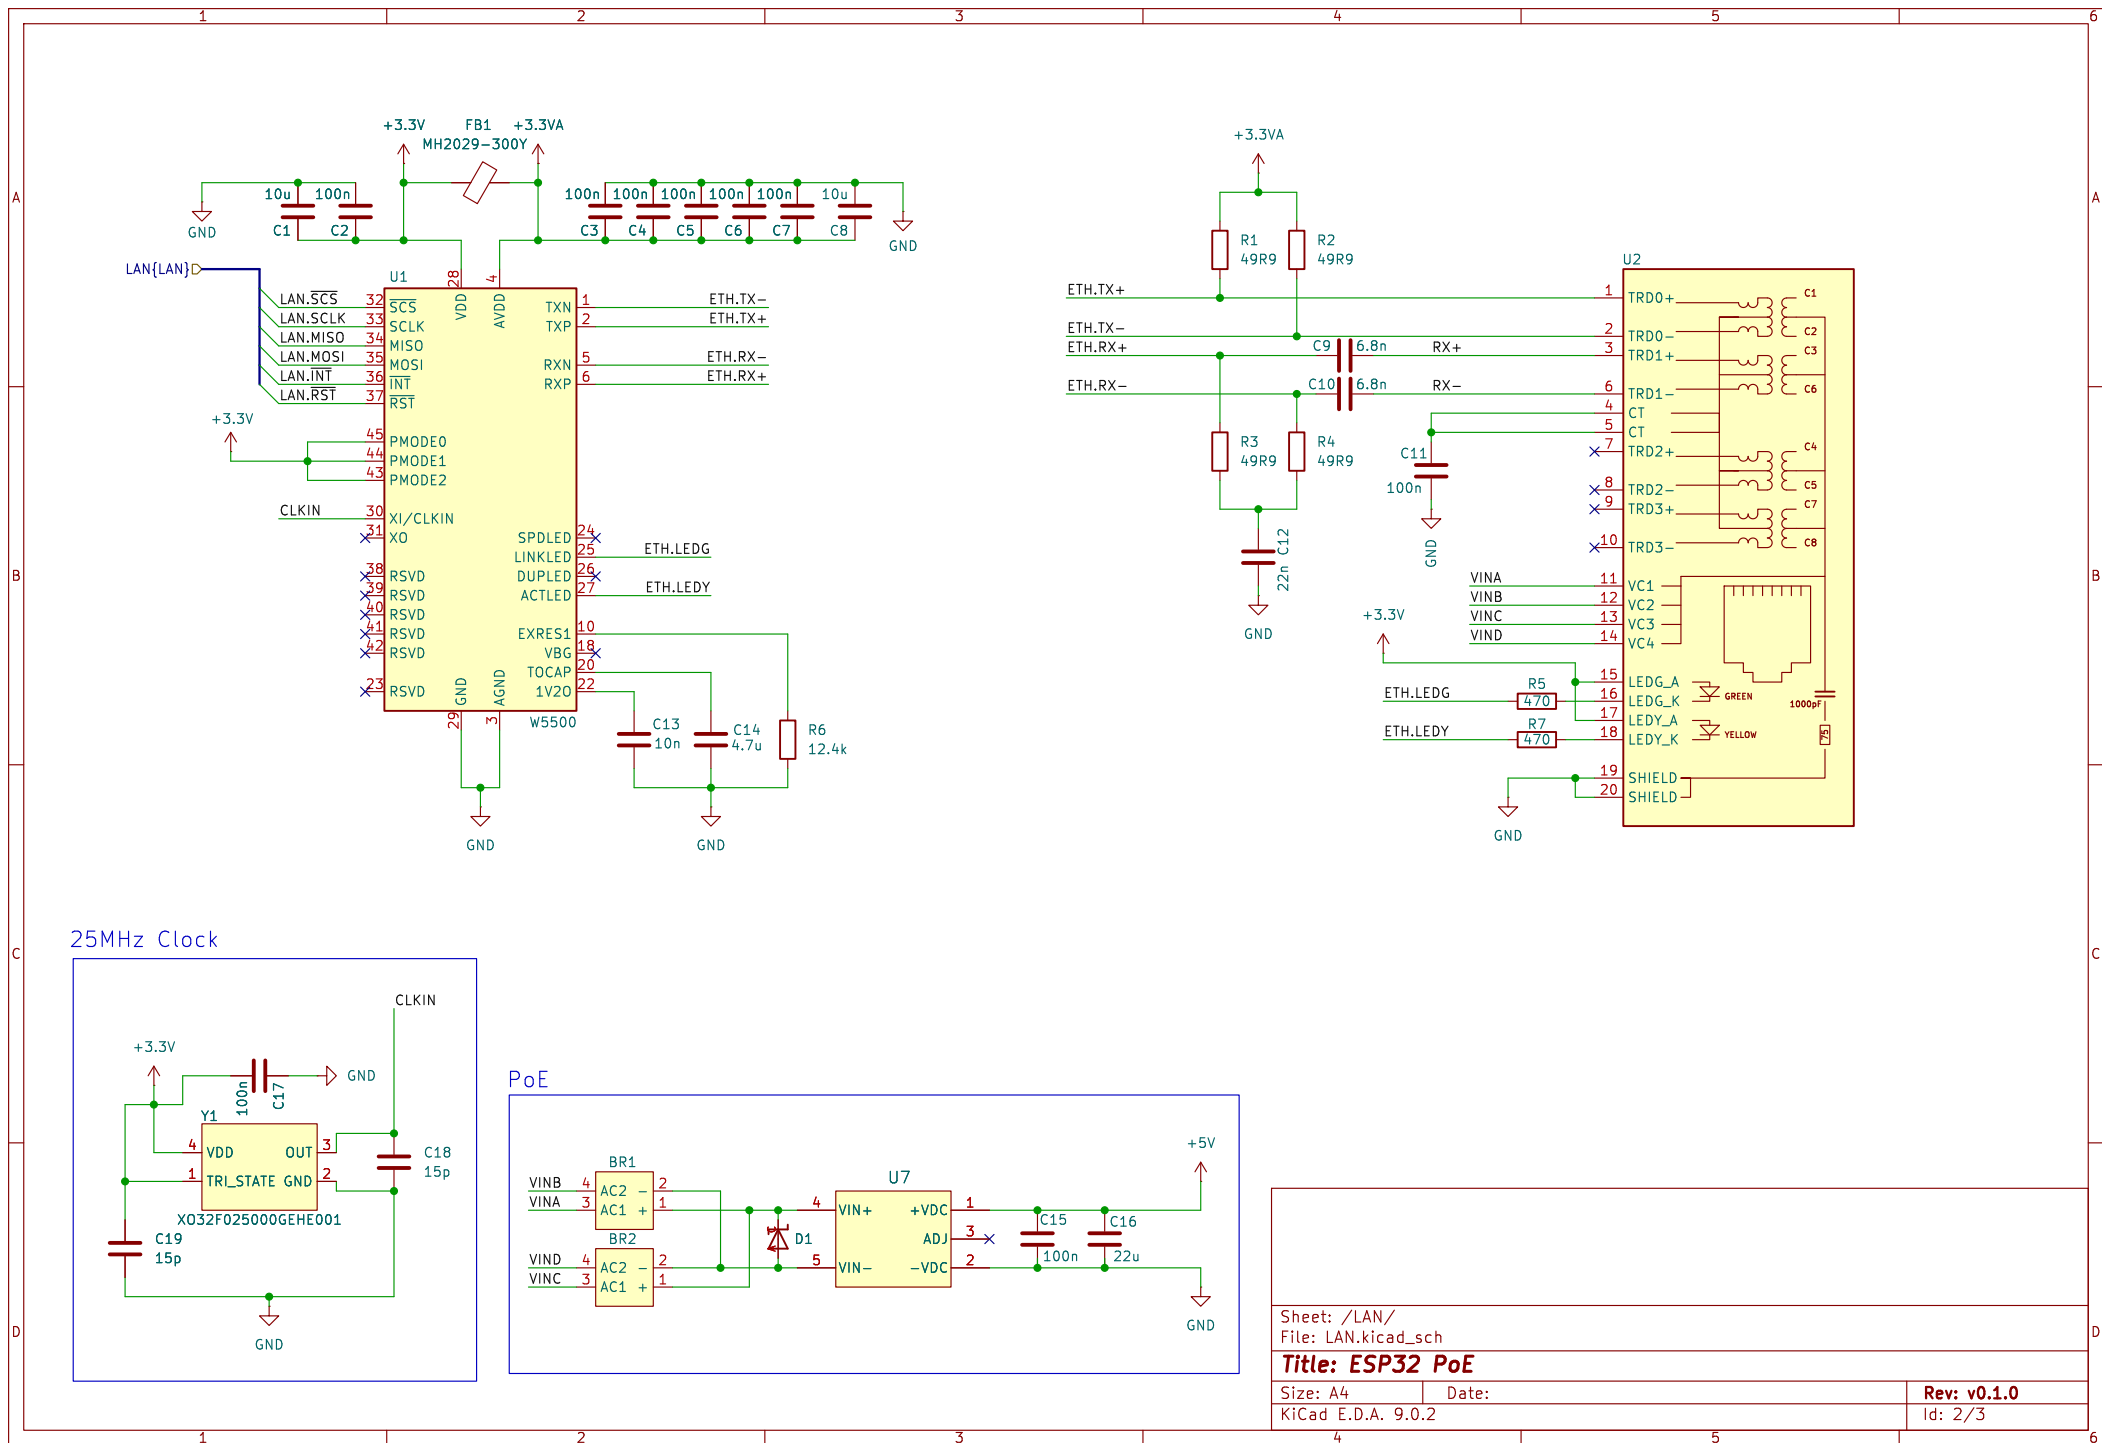 1 2 3 4 5 6
A A
B B
C C
D D
+3.3V FB1 +3.3VA
MH2029-300Y
10u 100n
C1 C2
GND
100n 100n 100n 100n 100n 10u
C3 C4 C5 C6 C7 C8
GND
LAN{LAN}
U1
28 VDD
4 AVDD
LAN.SCS 32 SCS
LAN.SCLK 33 SCLK
LAN.MISO 34 MISO
LAN.MOSI 35 MOSI
LAN.INT 36 INT
LAN.RST 37 RST
+3.3V
45 PMODE0
44 PMODE1
43 PMODE2
CLKIN 30 XI/CLKIN
31 XO
38 RSVD
39 RSVD
40 RSVD
41 RSVD
42 RSVD
23 RSVD
TXN 1 ETH.TX-
TXP 2 ETH.TX+
RXN 5 ETH.RX-
RXP 6 ETH.RX+
SPDLED 24
LINKLED 25 ETH.LEDG
DUPLED 26
ACTLED 27 ETH.LEDY
EXRES1 10
VBG 18
TOCAP 20
1V2O 22
GND 29
AGND 3
W5500
GND
C13
10n
C14
4.7u
R6
12.4k
GND
+3.3VA
R1
49R9
R2
49R9
ETH.TX+
ETH.TX-
ETH.RX+
ETH.RX-
C9 6.8n RX+
C10 6.8n RX-
R3
49R9
R4
49R9
C12
22n
GND
C11
100n
GND
U2
1 TRD0+
2 TRD0-
3 TRD1+
6 TRD1-
4 CT
5 CT
7 TRD2+
8 TRD2-
9 TRD3+
10 TRD3-
VINA 11 VC1
VINB 12 VC2
VINC 13 VC3
VIND 14 VC4
C1
C2
C3
C6
C4
C5
C7
C8
+3.3V
15 LEDG_A
ETH.LEDG R5 470 16 LEDG_K
17 LEDY_A
ETH.LEDY R7 470 18 LEDY_K
GREEN
YELLOW
1000pF
75
19 SHIELD
20 SHIELD
GND
25MHz Clock
CLKIN
+3.3V
100n
C17
GND
Y1
4 VDD OUT 3
1 TRI_STATE GND 2
XO32F025000GEHE001
C18
15p
C19
15p
GND
PoE
BR1
VINB 4 AC2 - 2
VINA 3 AC1 + 1
BR2
VIND 4 AC2 - 2
VINC 3 AC1 + 1
D1
U7
4 VIN+ +VDC 1
ADJ 3
5 VIN- -VDC 2
C15
100n
C16
22u
+5V
GND
Sheet: /LAN/
File: LAN.kicad_sch
Title: ESP32 PoE
Size: A4 Date: Rev: v0.1.0
KiCad E.D.A. 9.0.2 Id: 2/3
1 2 3 4 5 6